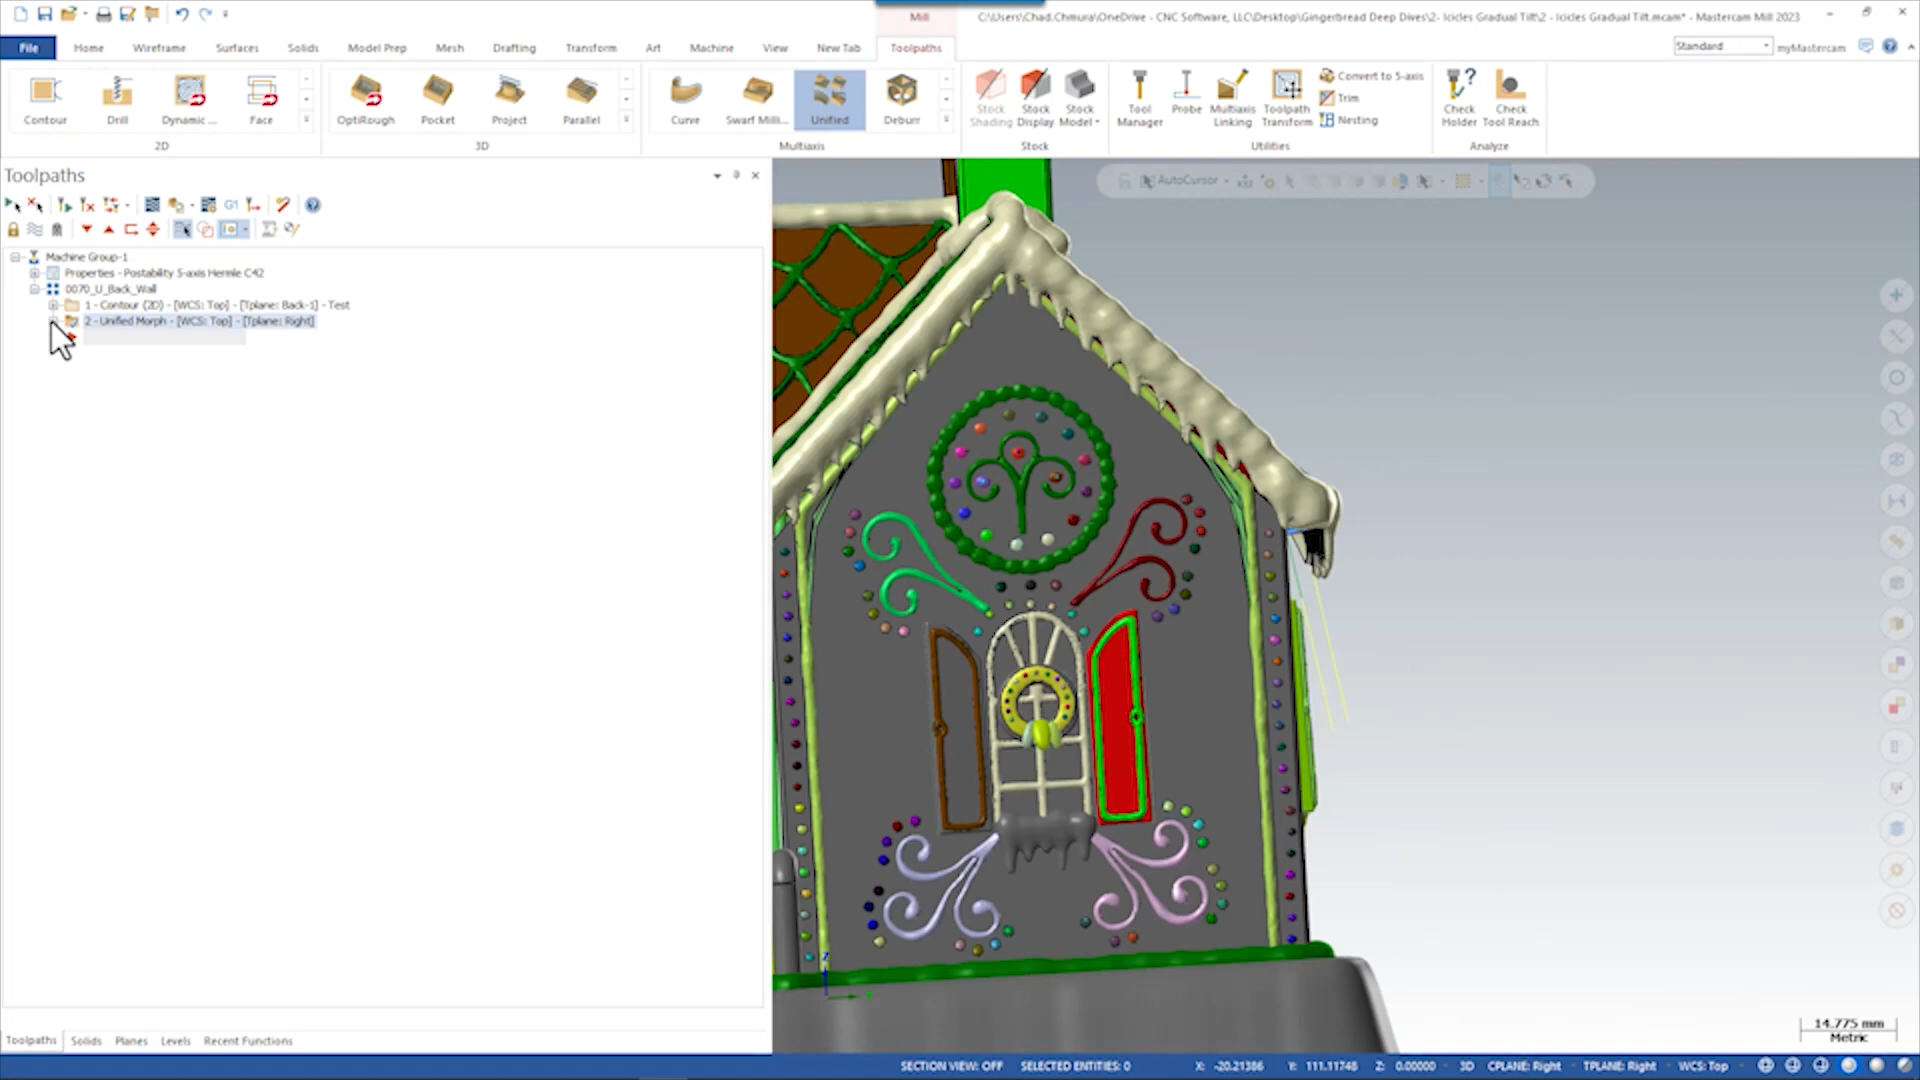 Mill
C:\Users\Chad.Chmura\OneDrive - CNC Software, LLC\Desktop\Gingerbread Deep Dives\2- Icicles Gradual Tilt\2 - Icicles Gradual Tilt.mcam* - Mastercam Mill 2023
File Home Wireframe Surfaces Solids Model Prep Mesh Drafting Transform Art Machine View New Tab Toolpaths
Standard
myMastercam
Contour Drill Dynamic ... Face
2D
OptiRough Pocket Project Parallel
3D
Curve Swarf Milli... Unified Deburr
Multiaxis
Stock Shading
Stock Display
Stock Model
Stock
Tool Manager
Probe
Multiaxis Linking
Toolpath Transform
Convert to 5-axis
Trim
Nesting
Utilities
Check Holder
Check Tool Reach
Analyze
Toolpaths
AutoCursor
G1
Machine Group-1
Properties - Postability 5-axis Hermle C42
0070_U_Back_Wall
1 - Contour (2D) - [WCS: Top] - [Tplane: Back-1] - Test
2 - Unified Morph - [WCS: Top] - [Tplane: Right]
Z
Y
14.775 mm
Metric
Toolpaths Solids Planes Levels Recent Functions
SECTION VIEW: OFF SELECTED ENTITIES: 0 X: -20.21386 Y: 111.11748 Z: 0.00000 3D CPLANE: Right TPLANE: Right WCS: Top